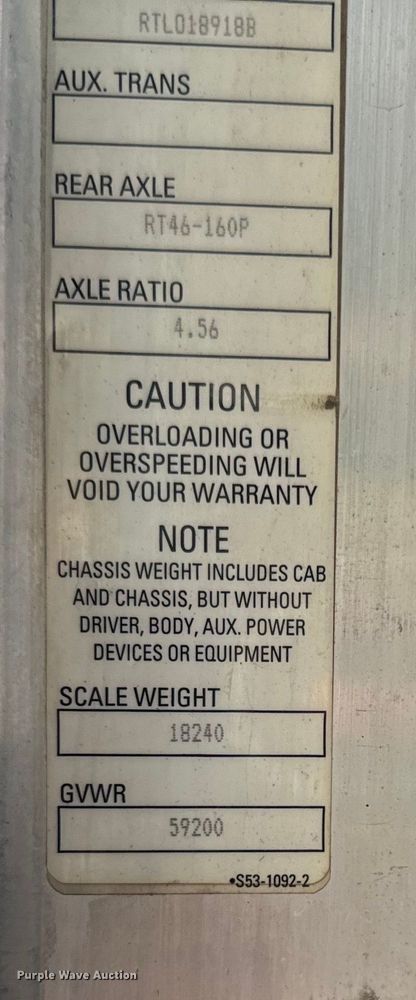 RTLO18918B
AUX. TRANS
REAR AXLE
RT46-160P
AXLE RATIO
4.56
CAUTION
OVERLOADING OR
OVERSPEEDING WILL
VOID YOUR WARRANTY
NOTE
CHASSIS WEIGHT INCLUDES CAB
AND CHASSIS, BUT WITHOUT
DRIVER, BODY, AUX. POWER
DEVICES OR EQUIPMENT
SCALE WEIGHT
18240
GVWR
59200
•S53-1092-2
Purple Wave Auction